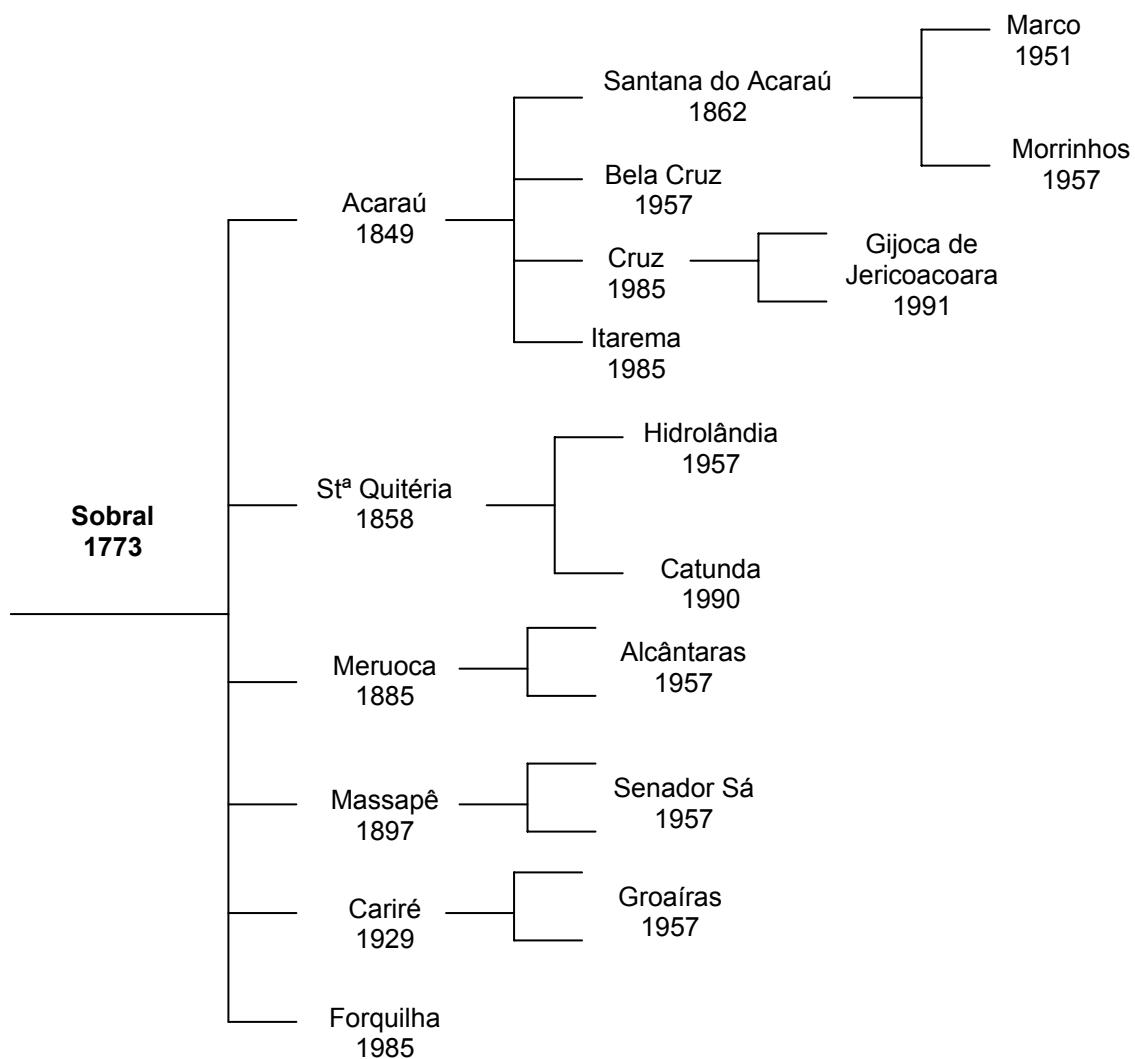 Marco
1951
Santana do Acaraú
1862
Morrinhos
1957
Bela Cruz
1957
Acaraú
1849
Cruz
1985
Gijoca de
Jericoacoara
1991
Itarema
1985
Hidrolândia
1957
Stª Quitéria
1858
Sobral
1773
Catunda
1990
Meruoca
1885
Alcântaras
1957
Massapê
1897
Senador Sá
1957
Cariré
1929
Groaíras
1957
Forquilha
1985